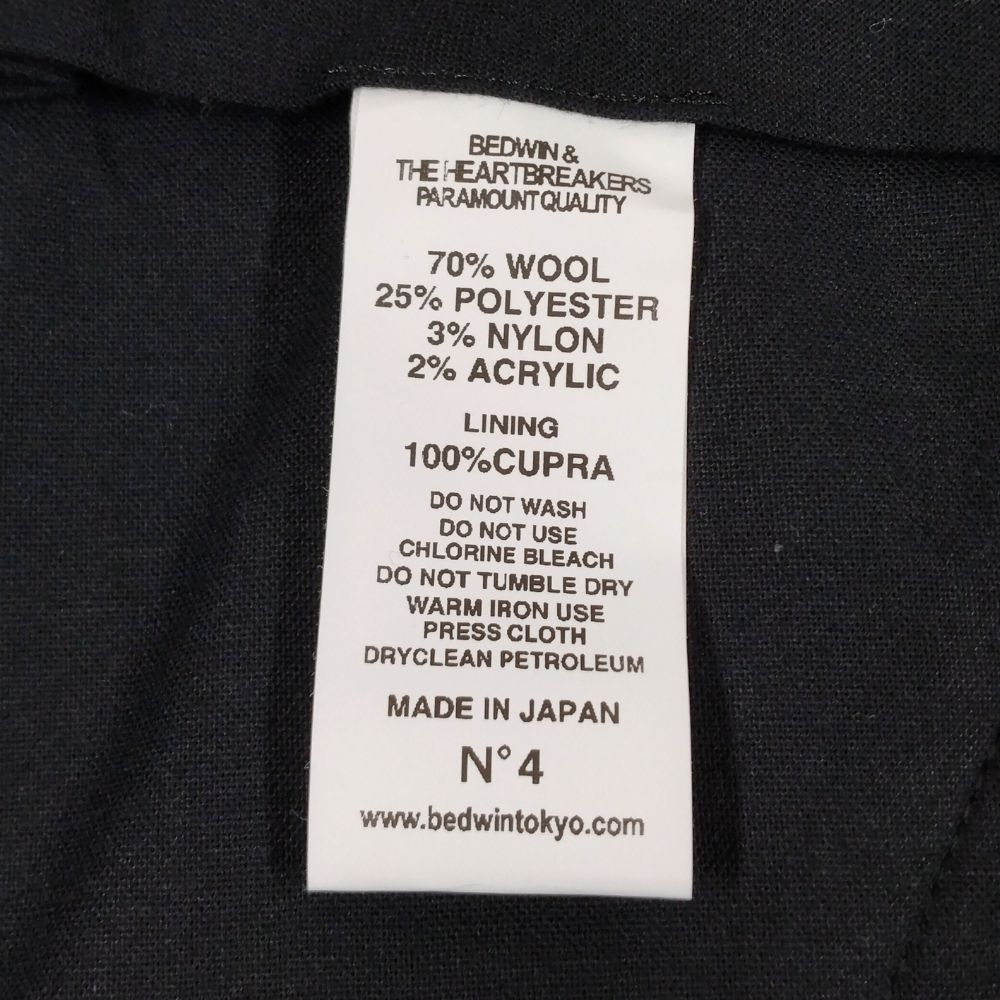 BEDWIN &
THE HEARTBREAKERS
PARAMOUNT QUALITY
70% WOOL
25% POLYESTER
3% NYLON
2% ACRYLIC
LINING
100%CUPRA
DO NOT WASH
DO NOT USE
CHLORINE BLEACH
DO NOT TUMBLE DRY
WARM IRON USE
PRESS CLOTH
DRYCLEAN PETROLEUM
MADE IN JAPAN
N°4
www.bedwintokyo.com